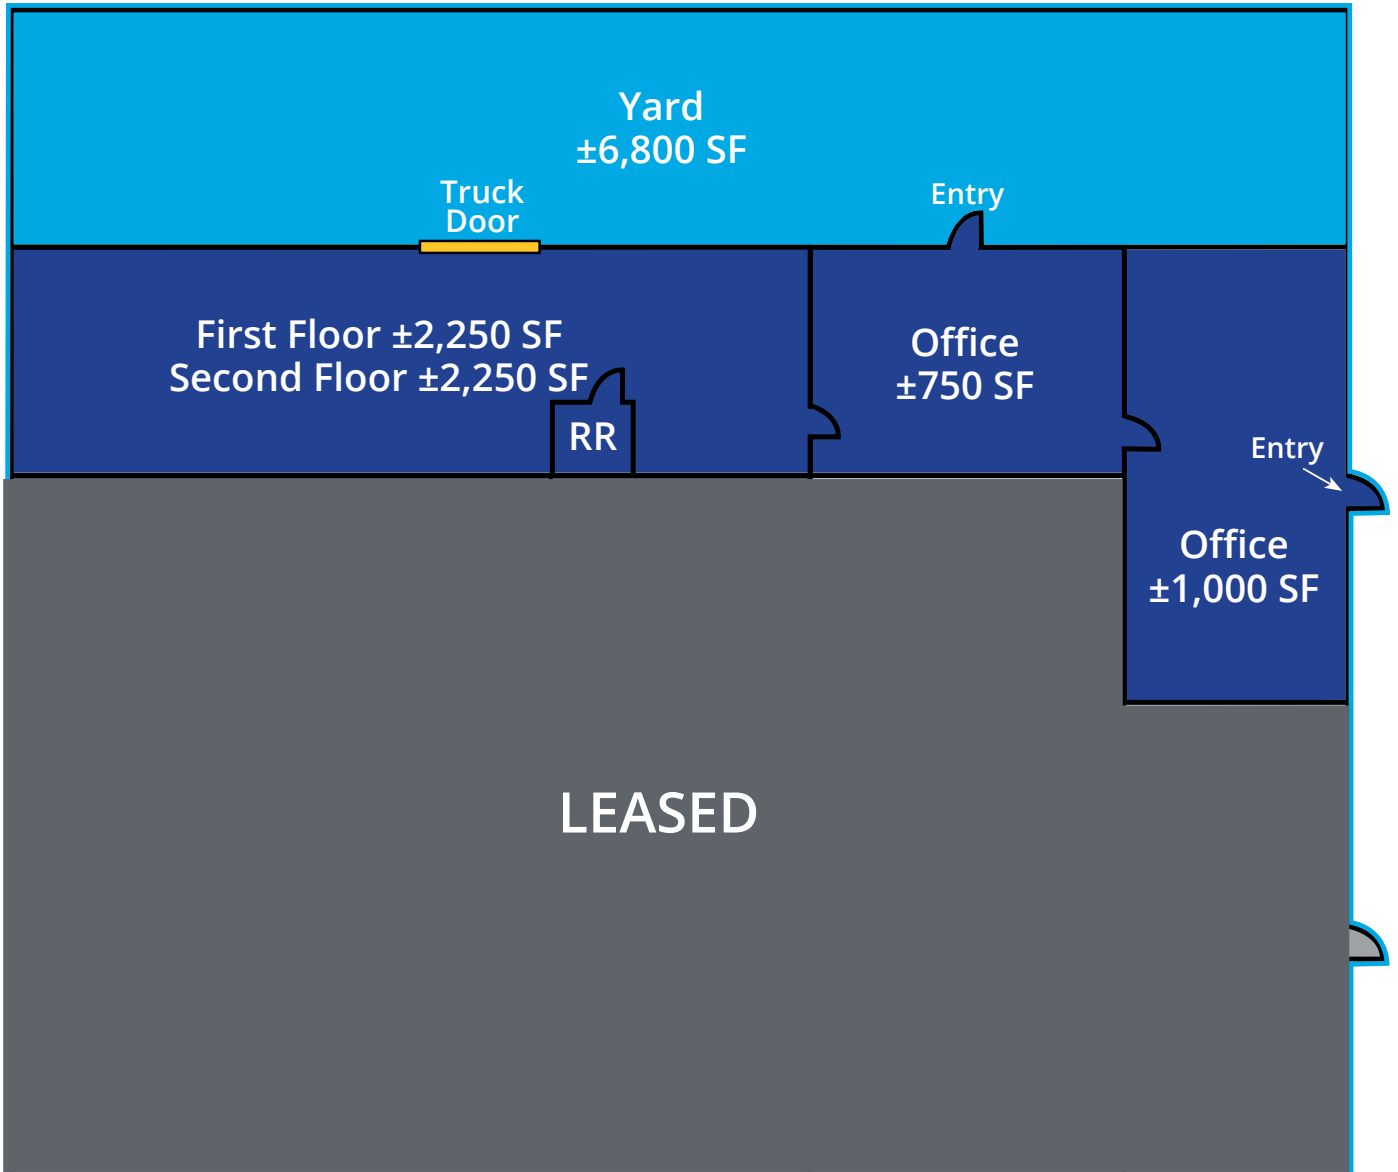 Yard
±6,800 SF
Truck
Door
Entry
First Floor ±2,250 SF
Second Floor ±2,250 SF
RR
Office
±750 SF
Entry
Office
±1,000 SF
LEASED